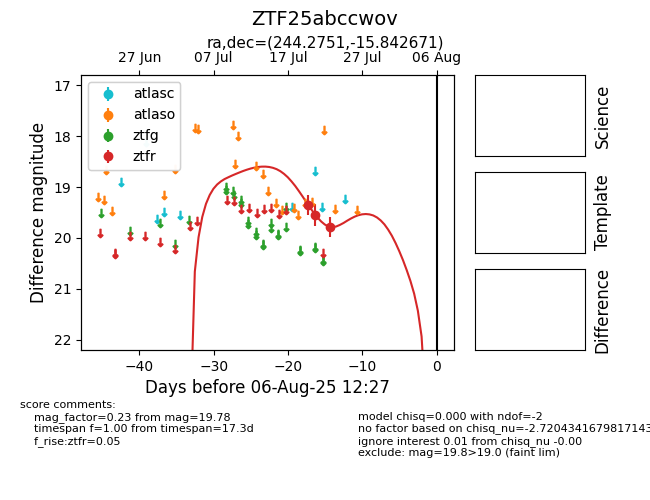 ZTF25abccwov
ra,dec=(244.2751,-15.842671)
27 Jun 07 Jul 17 Jul 27 Jul 06 Aug
17
18
19
20
21
22
Difference magnitude
atlasc
atlaso
ztfg
ztfr
−40 −30 −20 −10 0
Days before 06-Aug-25 12:27
Science
Template
Difference
score comments:
mag_factor=0.23 from mag=19.78
timespan f=1.00 from timespan=17.3d
f_rise:ztfr=0.05
model chisq=0.000 with ndof=-2
no factor based on chisq_nu=-2.7204341679817143
ignore interest 0.01 from chisq_nu -0.00
exclude: mag=19.8>19.0 (faint lim)